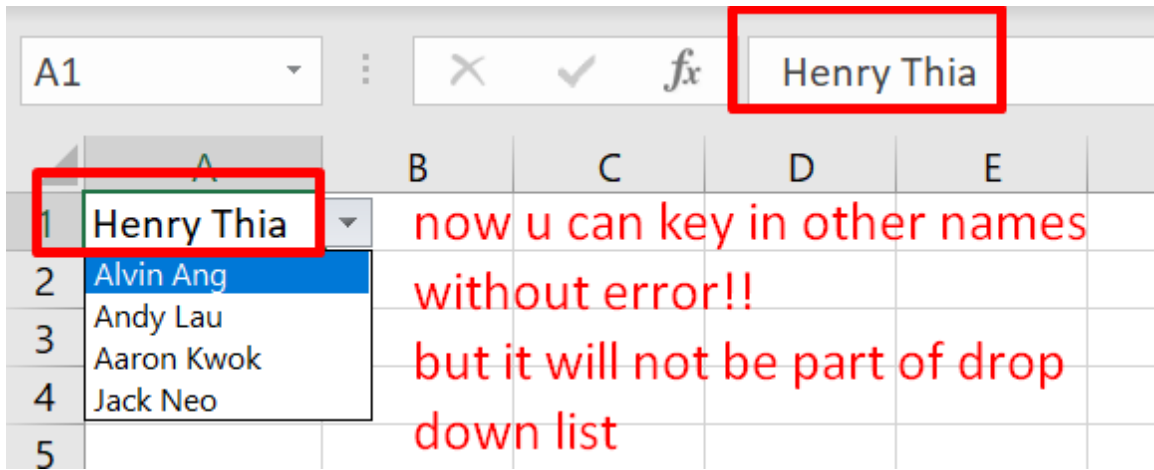 A1 fx Henry Thia
A B C D E
1 Henry Thia now u can key in other names
Alvin Ang
2 without error!!
Andy Lau
3 Aaron Kwok but it will not be part of drop
4 Jack Neo
down list
5